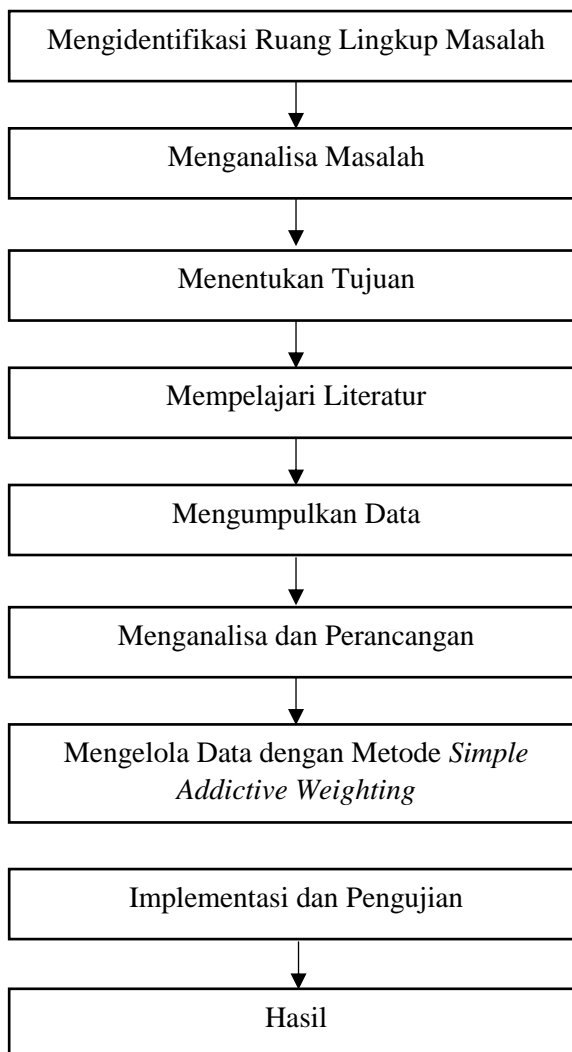 Mengidentifikasi Ruang Lingkup Masalah
Menganalisa Masalah
Menentukan Tujuan
Mempelajari Literatur
Mengumpulkan Data
Menganalisa dan Perancangan
Mengelola Data dengan Metode Simple
Addictive Weighting
Implementasi dan Pengujian
Hasil